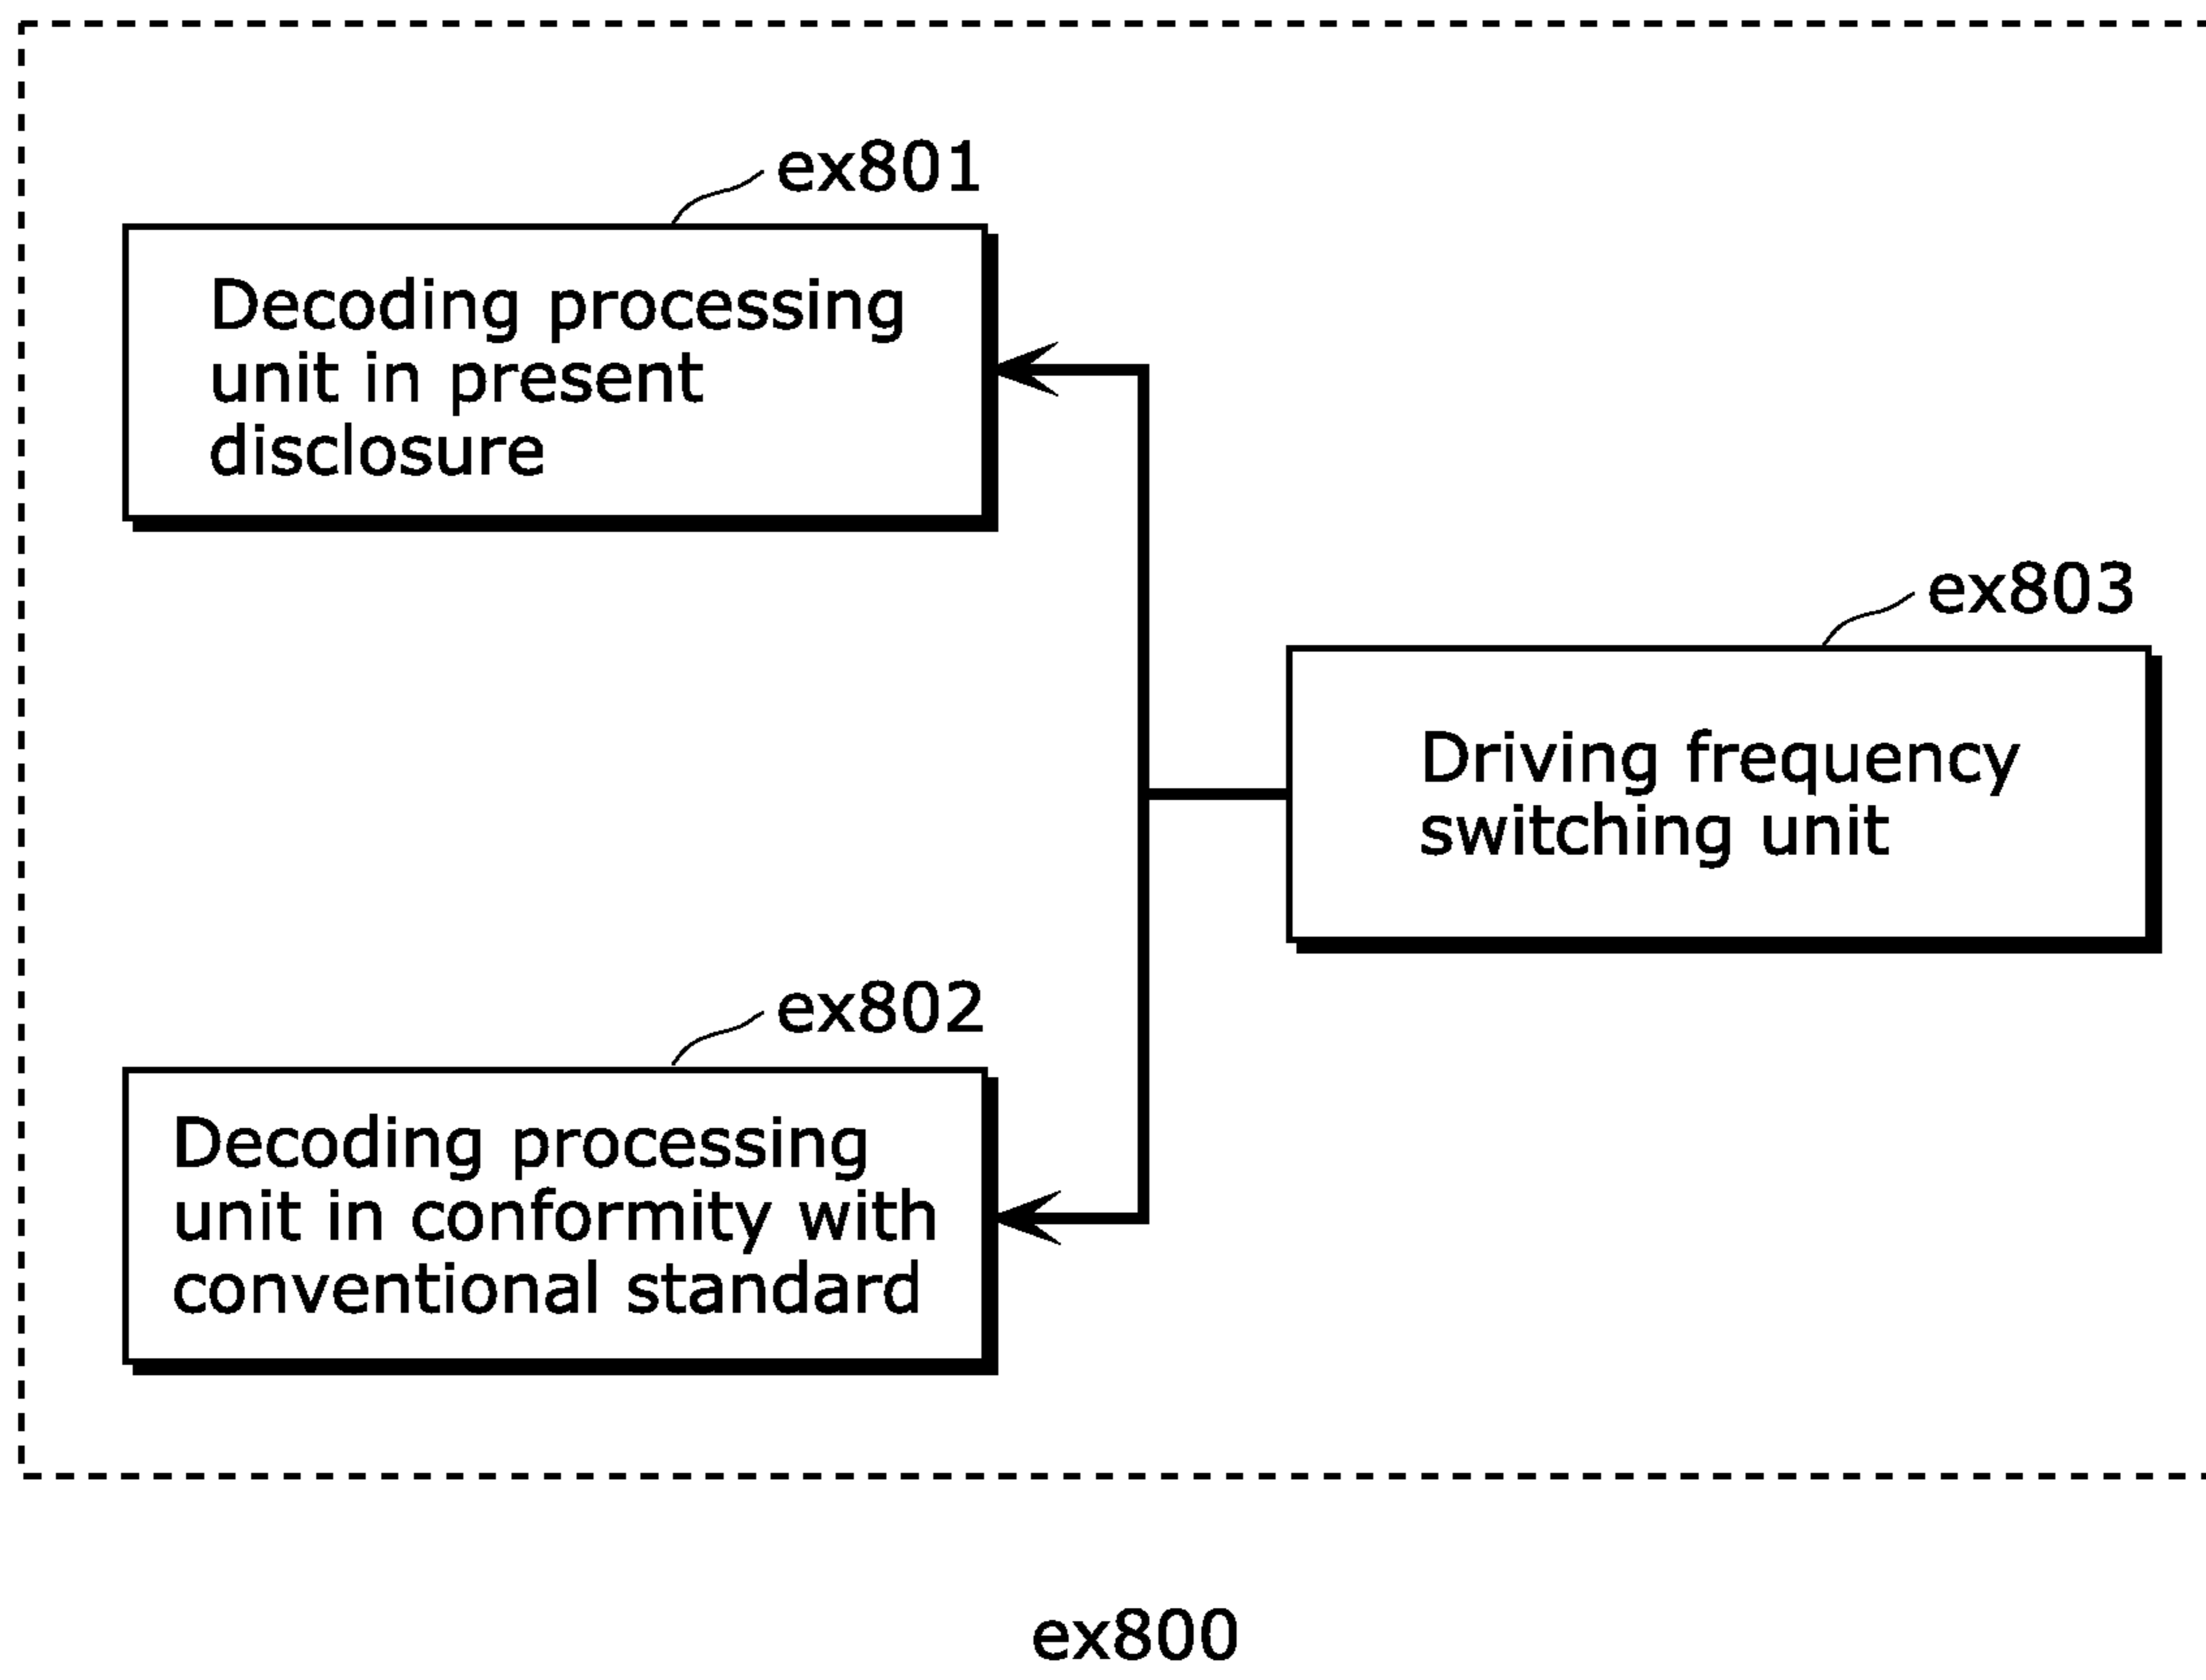 ex801
Decoding processing
unit in present
disclosure
ex803
Driving frequency
switching unit
ex802
Decoding processing
unit in conformity with
conventional standard
ex800